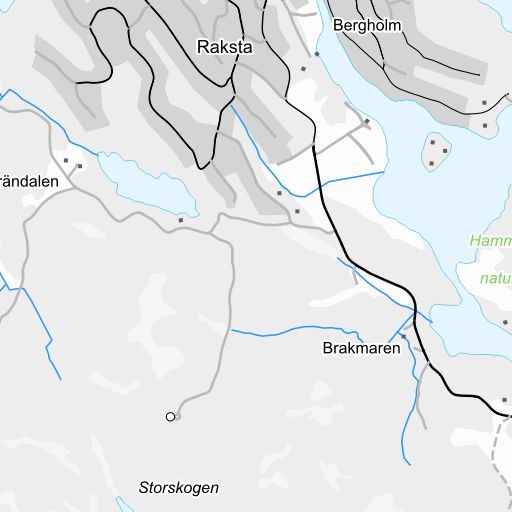 Bergholm
Raksta
rändalen
Hamm
natu
Brakmaren
Storskogen